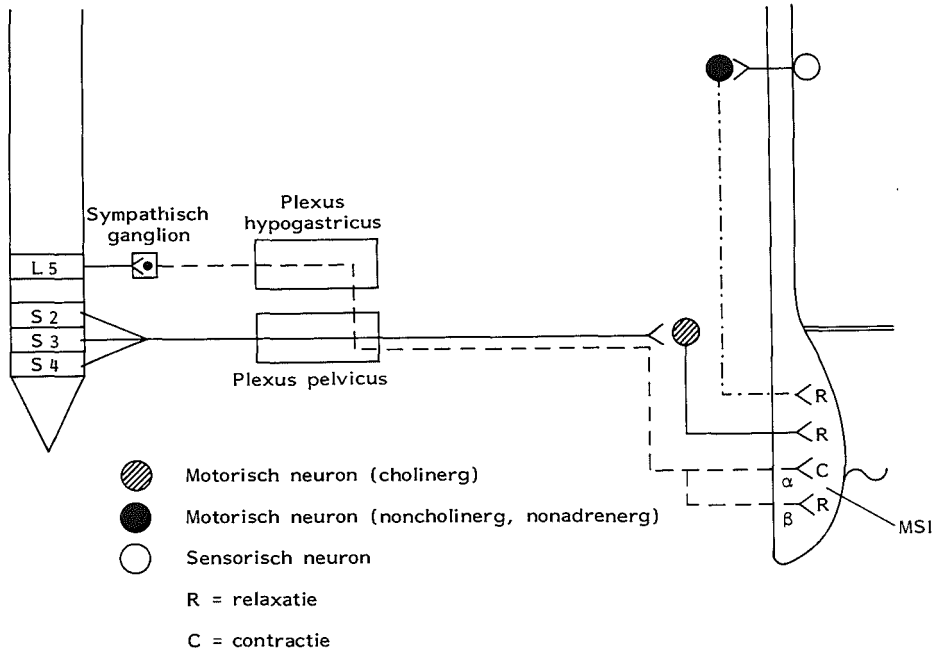 Sympathisch
ganglion
Plexus
hypogastricus
L 5
S 2
S 3
S 4
Plexus pelvicus
R
R
α C
β R
MSI
Motorisch neuron (cholinerg)
Motorisch neuron (noncholinerg, nonadrenerg)
Sensorisch neuron
R = relaxatie
C = contractie